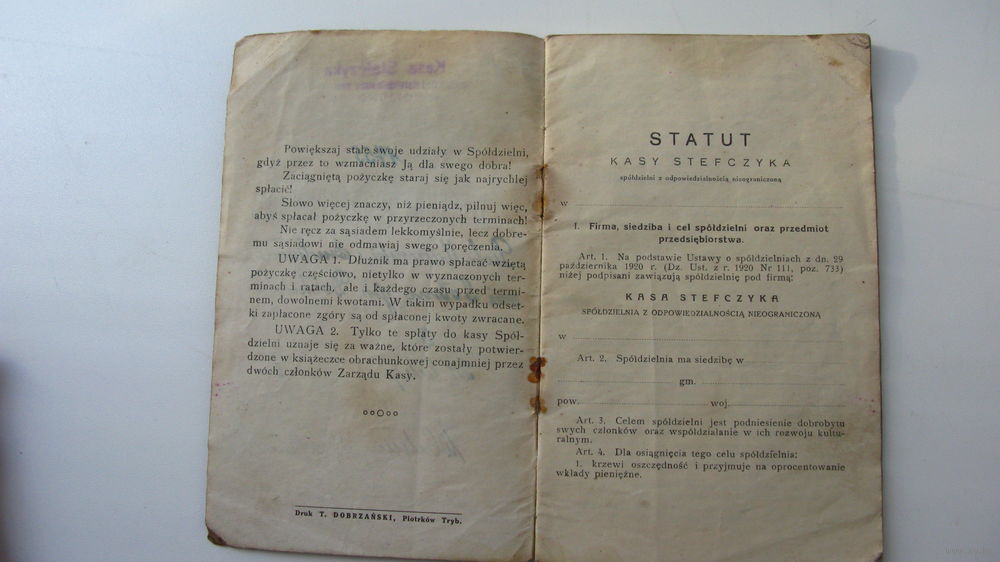 Kasa Stefczyka
Powiększaj stale swoje udziały w Spółdzielni,
gdyż przez to wzmacniasz Ją dla swego dobra!
Zaciągniętą pożyczkę staraj się jak najrychlej
spłacić!
Słowo więcej znaczy, niż pieniądz, pilnuj więc,
abyś spłacał pożyczkę w przyrzeczonych terminach!
Nie ręcz za sąsiadem lekkomyślnie, lecz dobre-
mu sąsiadowi nie odmawiaj swego poręczenia.
UWAGA 1. Dłużnik ma prawo spłacać wziętą
pożyczkę częściowo, nietylko w wyznaczonych ter-
minach i ratach, ale i każdego czasu przed termi-
nem, dowolnemi kwotami. W takim wypadku odset-
ki zapłacone zgóry są od spłaconej kwoty zwracane.
UWAGA 2. Tylko te spłaty do kasy Spół-
dzielni uznaje się za ważne, które zostały potwier-
dzone w książeczce obrachunkowej conajmniej przez
dwóch członków Zarządu Kasy.
Druk T. DOBRZAŃSKI, Piotrków Tryb.
STATUT
KASY STEFCZYKA
spółdzielni z odpowiedzialnością nieograniczoną
w
I. Firma, siedziba i cel spółdzielni oraz przedmiot
przedsiębiorstwa.
Art. 1. Na podstawie Ustawy o spółdzielniach z dn. 29
października 1920 r. (Dz. Ust. z r. 1920 Nr 111, poz. 733)
niżej podpisani zawiązują spółdzielnię pod firmą:
KASA STEFCZYKA
SPÓŁDZIELNIA Z ODPOWIEDZIALNOŚCIĄ NIEOGRANICZONĄ
w
Art. 2. Spółdzielnia ma siedzibę w
gm.
pow. woj.
Art. 3. Celem spółdzielni jest podniesienie dobrobytu
swych członków oraz współdziałanie w ich rozwoju kultu-
ralnym.
Art. 4. Dla osiągnięcia tego celu spółdzielnia:
1. krzewi oszczędność i przyjmuje na oprocentowanie
wkłady pieniężne.